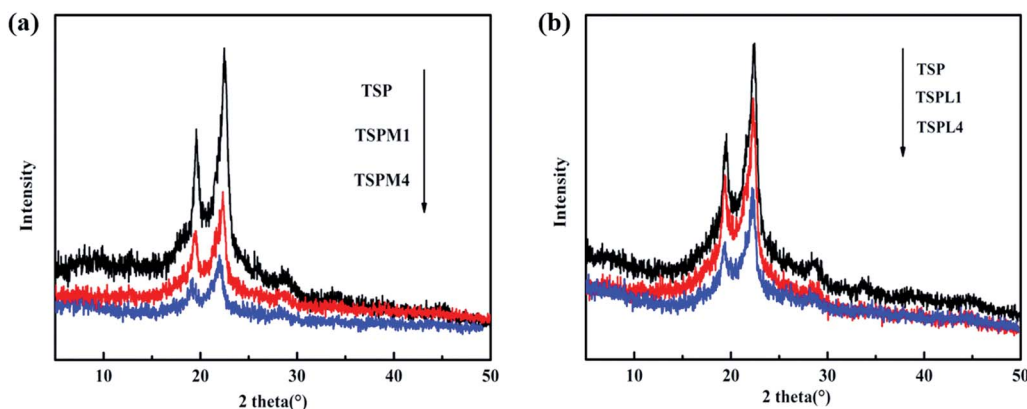 (a)
TSP
TSPM1
TSPM4
Intensity
10 20 30 40 50
2 theta(°)
(b)
TSP
TSPL1
TSPL4
Intensity
10 20 30 40 50
2 theta(°)